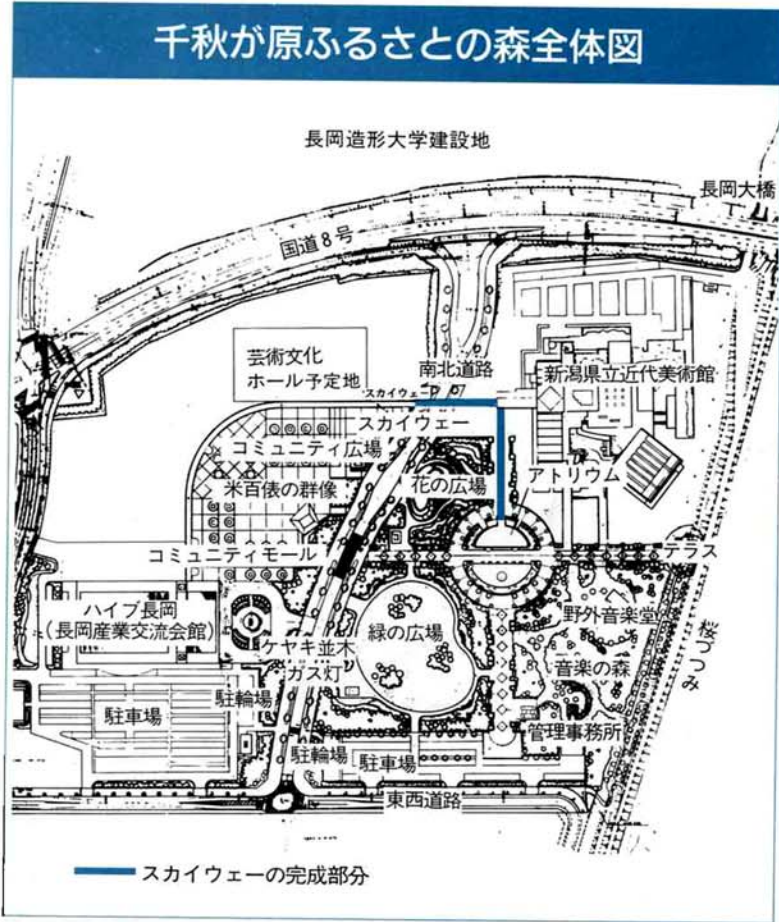 千秋が原ふるさとの森全体図
長岡造形大学建設地
長岡大橋
国道8号
芸術文化
ホール予定地
南北道路
新潟県立近代美術館
スカイウェー
スカイウェー
コミュニティ広場
米百俵の群像
花の広場
アトリウム
コミュニティモール
テラス
ハイブ長岡
(長岡産業交流会館)
野外音楽堂
桜づつみ
緑の広場
ケヤキ並木
ガス灯
音楽の森
駐輪場
駐車場
管理事務所
駐輪場
駐車場
東西道路
スカイウェーの完成部分